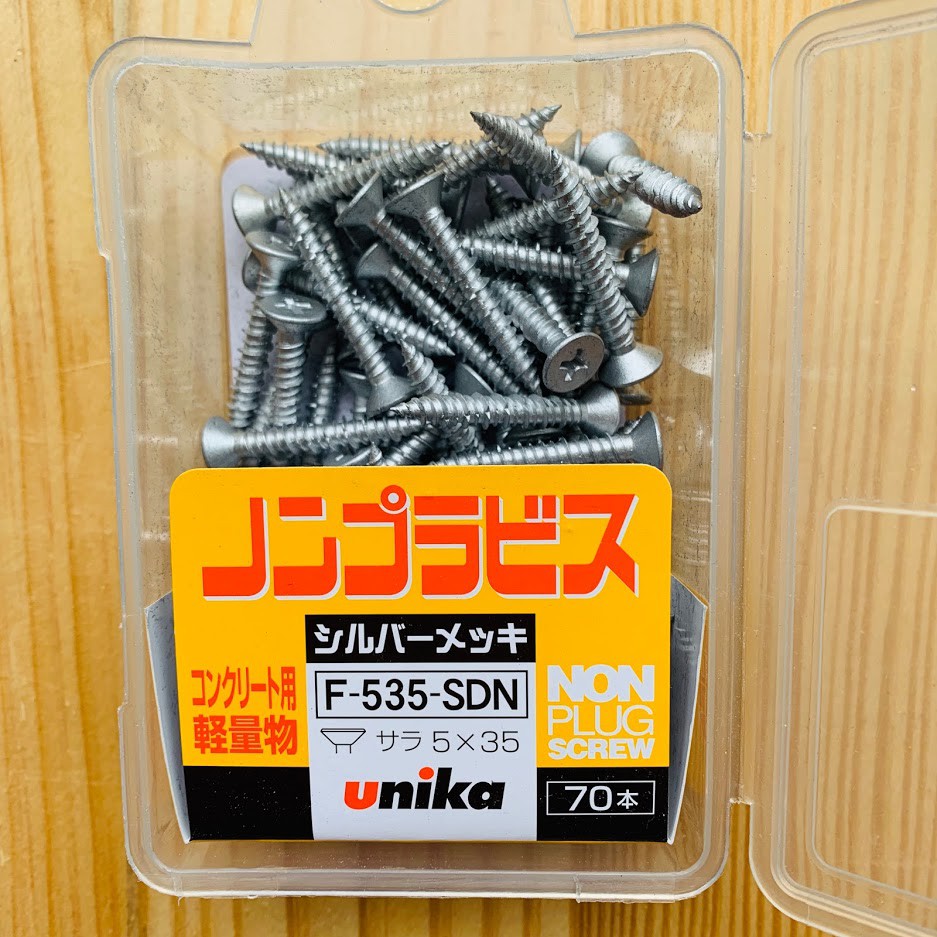 ノンプラビス
シルバーメッキ
コンクリート用
軽量物
F-535-SDN
サラ 5×35
unika
NON
PLUG
SCREW
70本